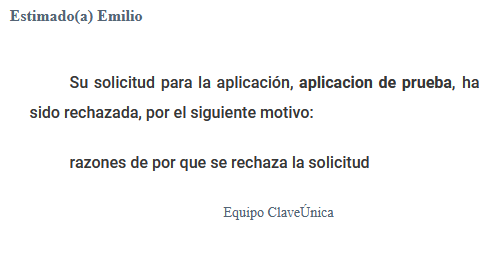 Estimado(a) Emilio
Su solicitud para la aplicación, aplicacion de prueba, ha
sido rechazada, por el siguiente motivo:
razones de por que se rechaza la solicitud
Equipo ClaveÚnica